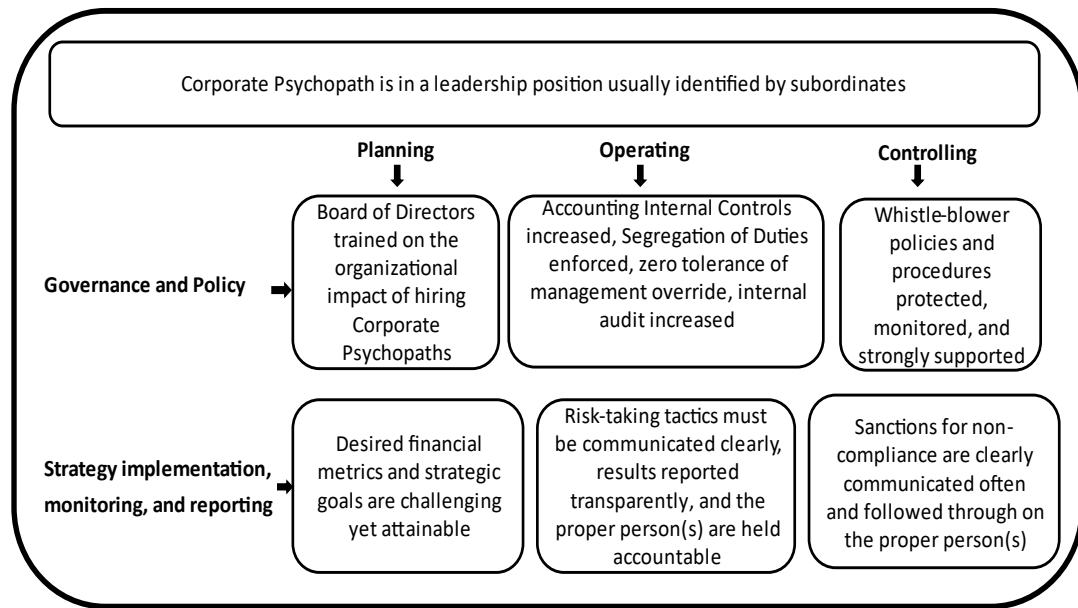 Corporate Psychopath is in a leadership position usually identified by subordinates
Planning
Operating
Controlling
Governance and Policy
Board of Directors
trained on the
organizational
impact of hiring
Corporate
Psychopaths
Accounting Internal Controls
increased, Segregation of Duties
enforced, zero tolerance of
management override, internal
audit increased
Whistle-blower
policies and
procedures
protected,
monitored, and
strongly supported
Strategy implementation,
monitoring, and reporting
Desired financial
metrics and strategic
goals are challenging
yet attainable
Risk-taking tactics must
be communicated clearly,
results reported
transparently, and the
proper person(s) are held
accountable
Sanctions for non-
compliance are clearly
communicated often
and followed through on
the proper person(s)